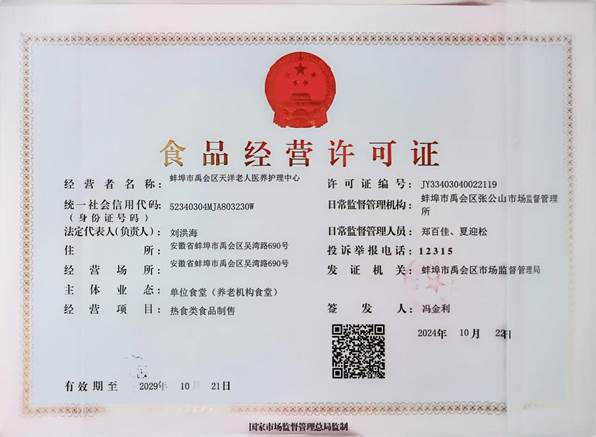 食品经营许可证
经营者名称： 蚌埠市禹会区天洋老人医养护理中心
统一社会信用代码： 52340304MJA803230W
（身份证号码）
法定代表人（负责人） 刘洪海
住所： 安徽省蚌埠市禹会区吴湾路690号
经营场所： 安徽省蚌埠市禹会区吴湾路690号
主体业态： 单位食堂（养老机构食堂）
经营项目： 热食类食品制售
有效期至 2029年 10月 21日
许可证编号： JY33403040022119
日常监督管理机构： 蚌埠市禹会区张公山市场监督管理
所
日常监督管理人员： 郑百佳、夏迎松
投诉举报电话： 12315
发证机关： 蚌埠市禹会区市场监督管理局
签发人： 冯金利
2024年 10月 22日
国家市场监督管理总局监制